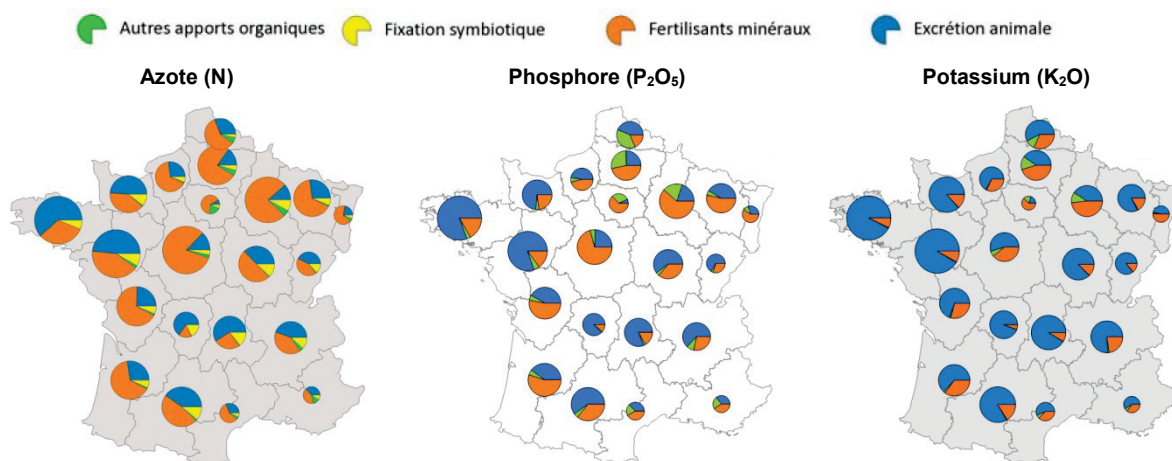 Autres apports organiques Fixation symbiotique Fertilisants minéraux Excrétion animale
Azote (N) Phosphore (P₂O₅) Potassium (K₂O)